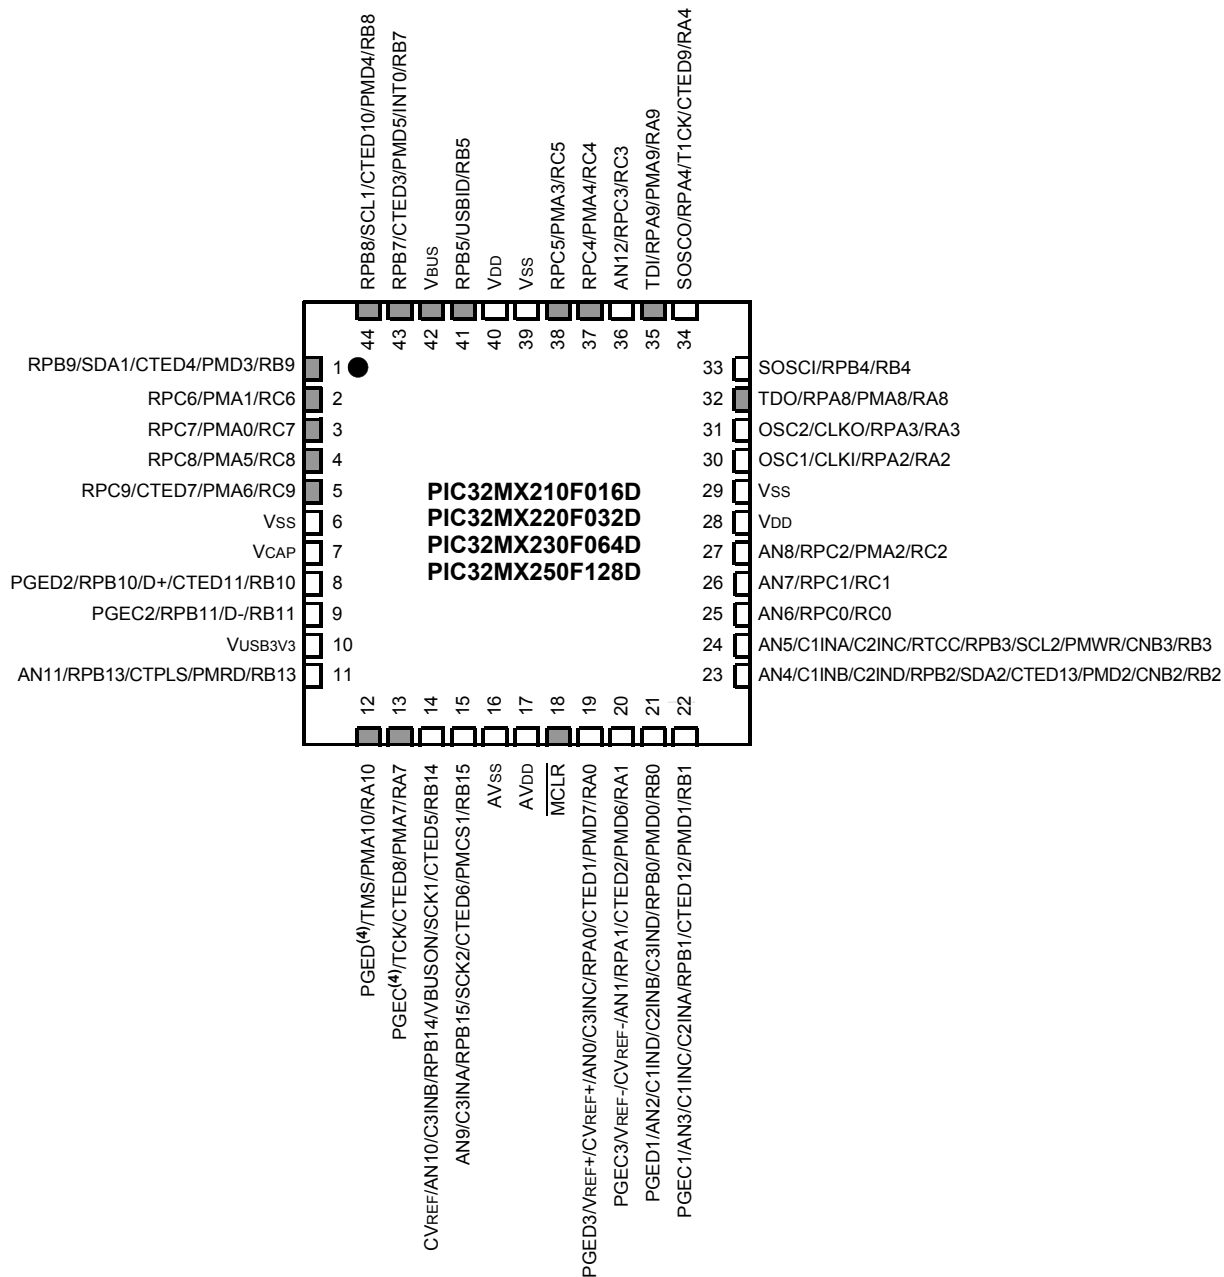 RPB8/SCL1/CTED10/PMD4/RB8
RPB7/CTED3/PMD5/INT0/RB7
VBUS
RPB5/USBID/RB5
VDD
VSS
RPC5/PMA3/RC5
RPC4/PMA4/RC4
AN12/RPC3/RC3
TDI/RPA9/PMA9/RA9
SOSCO/RPA4/T1CK/CTED9/RA4
44
43
42
41
40
39
38
37
36
35
34
RPB9/SDA1/CTED4/PMD3/RB9 1
RPC6/PMA1/RC6 2
RPC7/PMA0/RC7 3
RPC8/PMA5/RC8 4
RPC9/CTED7/PMA6/RC9 5
VSS 6
VCAP 7
PGED2/RPB10/D+/CTED11/RB10 8
PGEC2/RPB11/D-/RB11 9
VUSB3V3 10
AN11/RPB13/CTPLS/PMRD/RB13 11
PIC32MX210F016D
PIC32MX220F032D
PIC32MX230F064D
PIC32MX250F128D
33 SOSCI/RPB4/RB4
32 TDO/RPA8/PMA8/RA8
31 OSC2/CLKO/RPA3/RA3
30 OSC1/CLKI/RPA2/RA2
29 VSS
28 VDD
27 AN8/RPC2/PMA2/RC2
26 AN7/RPC1/RC1
25 AN6/RPC0/RC0
24 AN5/C1INA/C2INC/RTCC/RPB3/SCL2/PMWR/CNB3/RB3
23 AN4/C1INB/C2IND/RPB2/SDA2/CTED13/PMD2/CNB2/RB2
12
13
14
15
16
17
18
19
20
21
22
PGED(4)/TMS/PMA10/RA10
PGEC(4)/TCK/CTED8/PMA7/RA7
CVREF/AN10/C3INB/RPB14/VBUSON/SCK1/CTED5/RB14
AN9/C3INA/RPB15/SCK2/CTED6/PMCS1/RB15
AVSS
AVDD
MCLR
PGED3/VREF+/CVREF+/AN0/C3INC/RPA0/CTED1/PMD7/RA0
PGEC3/VREF-/CVREF-/AN1/RPA1/CTED2/PMD6/RA1
PGED1/AN2/C1IND/C2INB/C3IND/RPB0/PMD0/RB0
PGEC1/AN3/C1INC/C2INA/RPB1/CTED12/PMD1/RB1